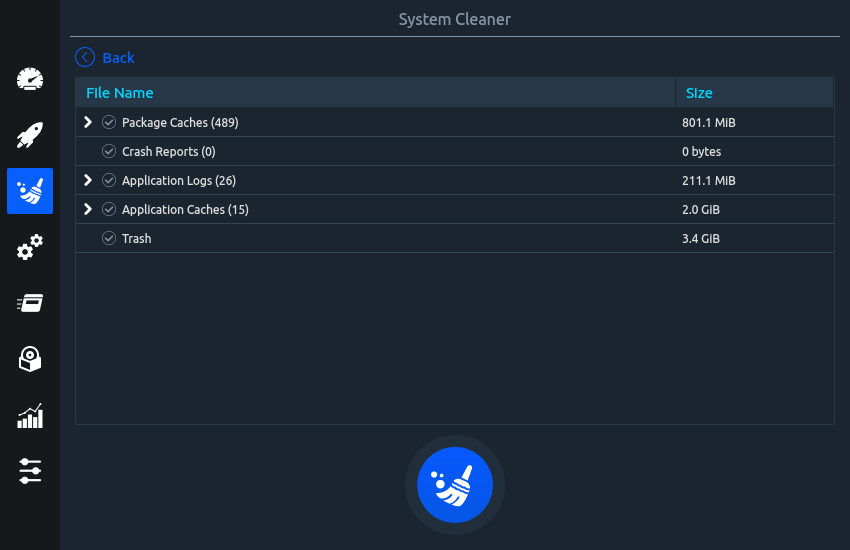 System Cleaner
Back
File Name Size
Package Caches (489) 801.1 MiB
Crash Reports (0) 0 bytes
Application Logs (26) 211.1 MiB
Application Caches (15) 2.0 GiB
Trash 3.4 GiB